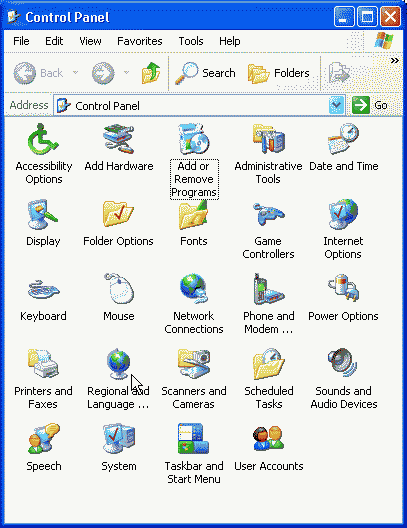 Control Panel
File Edit View Favorites Tools Help
Back Search Folders
Address Control Panel Go
Accessibility Options Add Hardware Add or Remove Programs Administrative Tools Date and Time
Display Folder Options Fonts Game Controllers Internet Options
Keyboard Mouse Network Connections Phone and Modem ... Power Options
Printers and Faxes Regional and Language ... Scanners and Cameras Scheduled Tasks Sounds and Audio Devices
Speech System Taskbar and Start Menu User Accounts